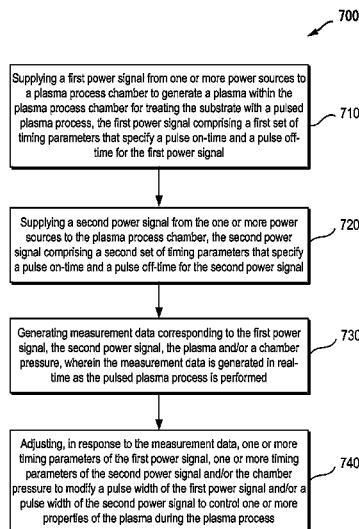 700
Supplying a first power signal from one or more power sources to
a plasma process chamber to generate a plasma within the
plasma process chamber for treating the substrate with a pulsed
plasma process, the first power signal comprising a first set of
timing parameters that specify a pulse on-time and a pulse off-
time for the first power signal
710
Supplying a second power signal from the one or more power
sources to the plasma process chamber, the second power
signal comprising a second set of timing parameters that specify
a pulse on-time and a pulse off-time for the second power signal
720
Generating measurement data corresponding to the first power
signal, the second power signal, the plasma and/or a chamber
pressure, wherein the measurement data is generated in real-
time as the pulsed plasma process is performed
730
Adjusting, in response to the measurement data, one or more
timing parameters of the first power signal, one or more timing
parameters of the second power signal and/or the chamber
pressure to modify a pulse width of the first power signal and/or a
pulse width of the second power signal to control one or more
properties of the plasma during the plasma process
740